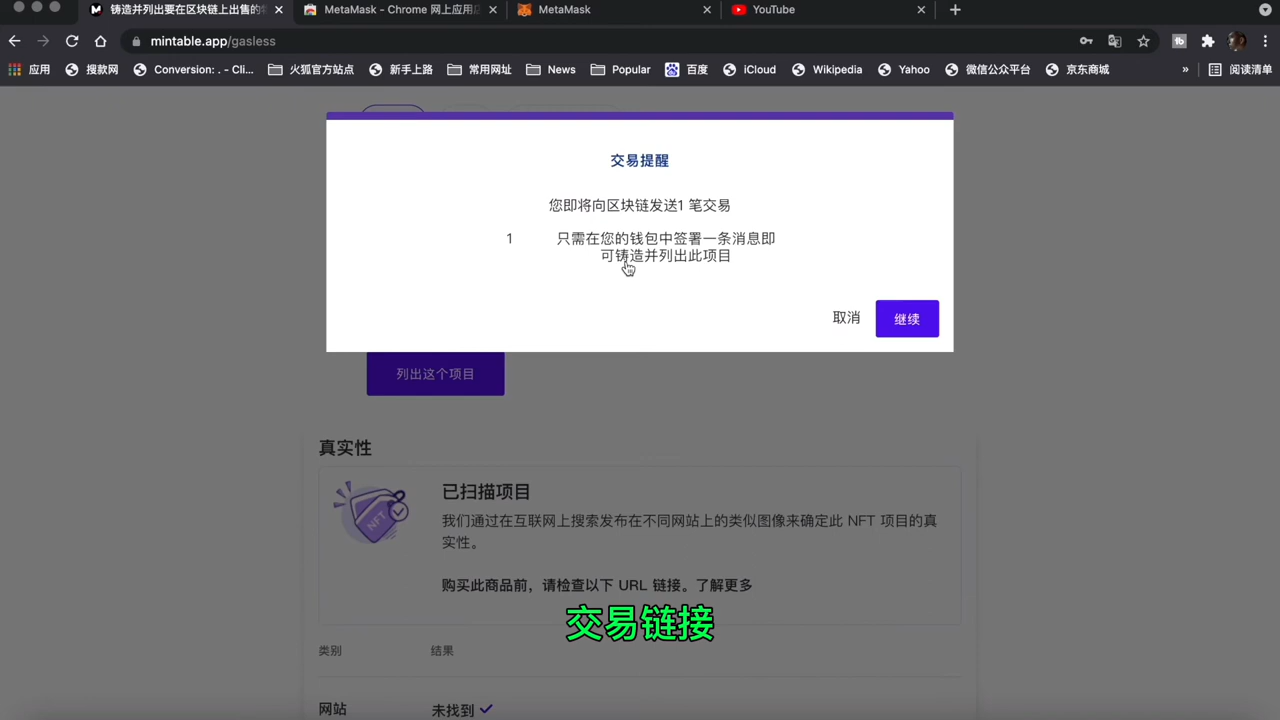 铸造并列出要在区块链上出售的
MetaMask - Chrome 网上应用店
MetaMask
YouTube
mintable.app/gasless
应用
搜款网
Conversion: . - Cli...
火狐官方站点
新手上路
常用网址
News
Popular
百度
iCloud
Wikipedia
Yahoo
微信公众平台
京东商城
»
阅读清单
交易提醒
您即将向区块链发送1 笔交易
1
只需在您的钱包中签署一条消息即
可铸造并列出此项目
取消
继续
列出这个项目
真实性
NFT
已扫描项目
我们通过在互联网上搜索发布在不同网站上的类似图像来确定此 NFT 项目的真
实性。
购买此商品前，请检查以下 URL 链接。了解更多
交易链接
类别
结果
网站
未找到